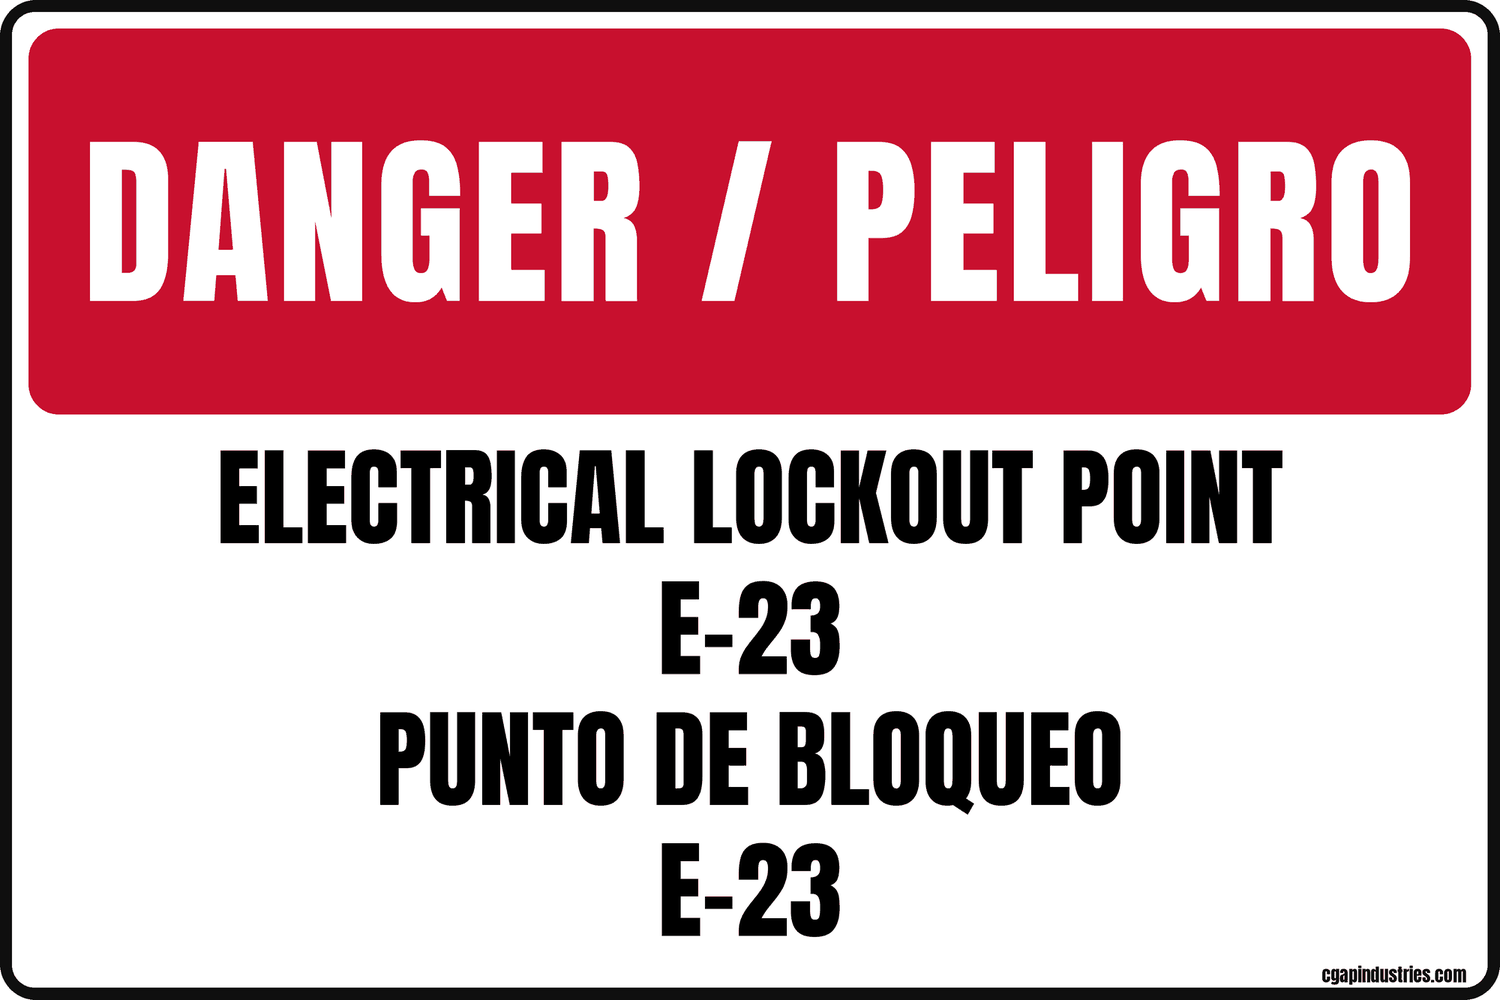 DANGER / PELIGRO
ELECTRICAL LOCKOUT POINT
E-23
PUNTO DE BLOQUEO
E-23
cgapindustries.com